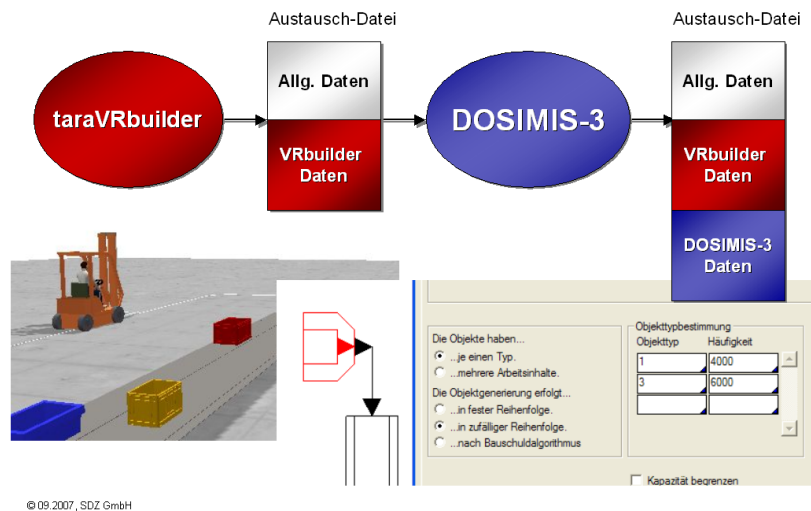 Austausch-Datei
Austausch-Datei
taraVRbuilder
Allg. Daten
VRbuilder
Daten
DOSIMIS-3
Allg. Daten
VRbuilder
Daten
DOSIMIS-3
Daten
Die Objekte haben...
...je einen Typ.
...mehrere Arbeitsinhalte.
Die Objektgenerierung erfolgt...
...in fester Reihenfolge.
...in zufälliger Reihenfolge.
...nach Bauschuldalgorithmus
Objekttypbestimmung
Objekttyp Häufigkeit
1 4000
3 6000
Kapazität begrenzen
© 09.2007, SDZ GmbH